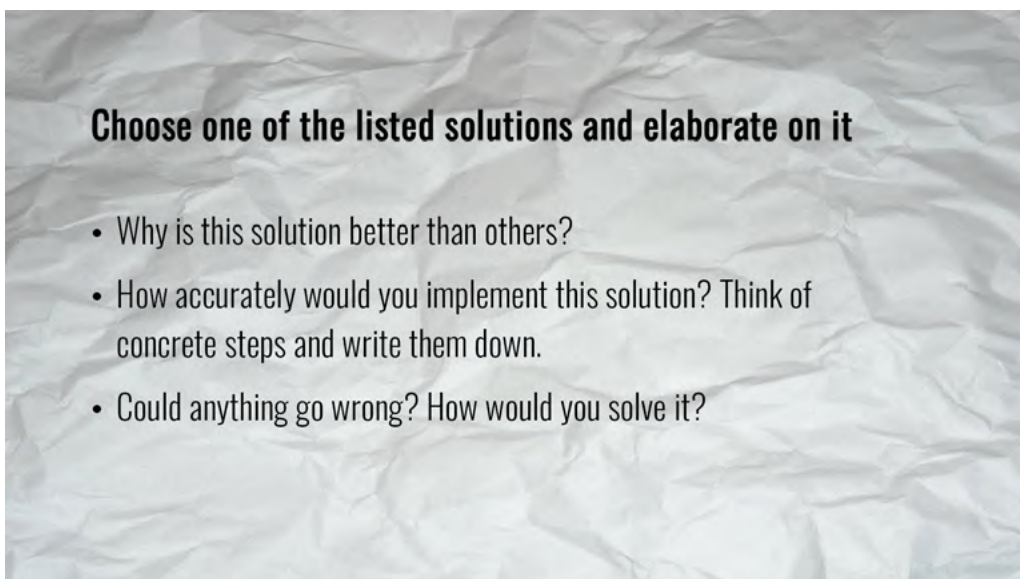 Choose one of the listed solutions and elaborate on it
• Why is this solution better than others?
• How accurately would you implement this solution? Think of
concrete steps and write them down.
• Could anything go wrong? How would you solve it?